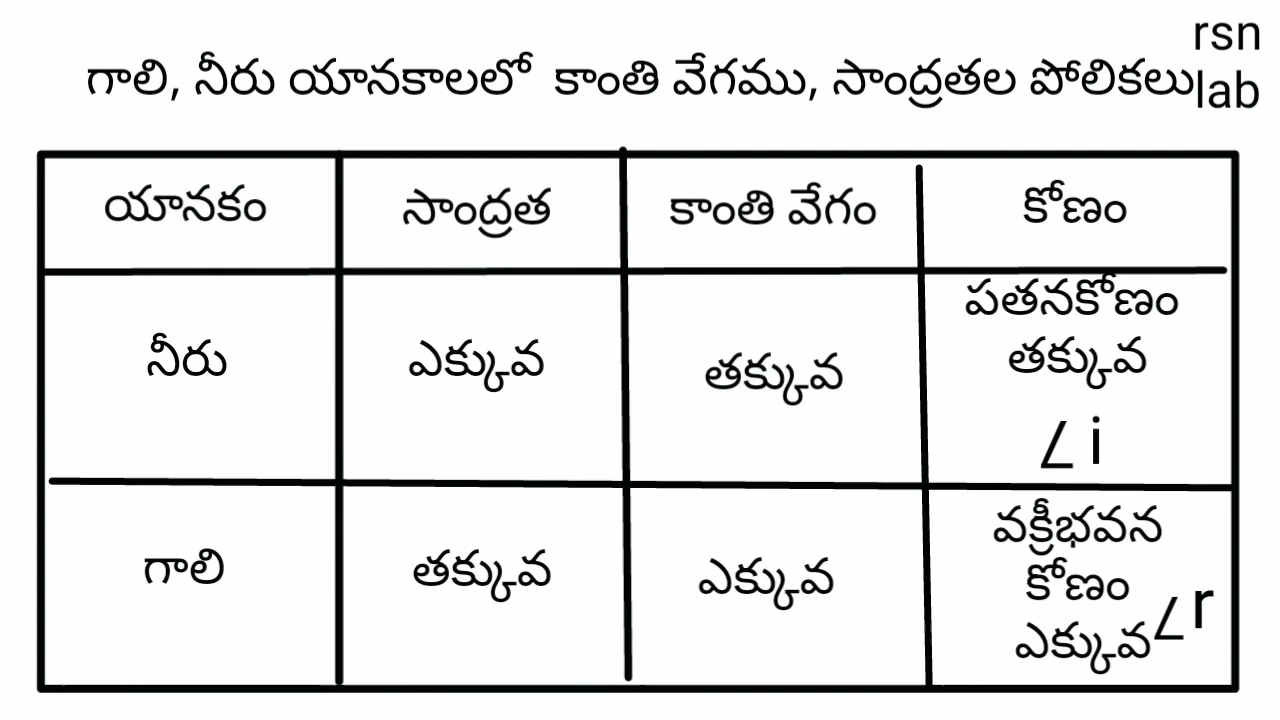 rsn
lab
గాలి, నీరు యానకాలలో కాంతి వేగము, సాంద్రతల పోలికలు
యానకం సాంద్రత కాంతి వేగం కోణం
నీరు ఎక్కువ తక్కువ పతనకోణం
తక్కువ
∠i
గాలి తక్కువ ఎక్కువ వక్రీభవన
కోణం
ఎక్కువ ∠r